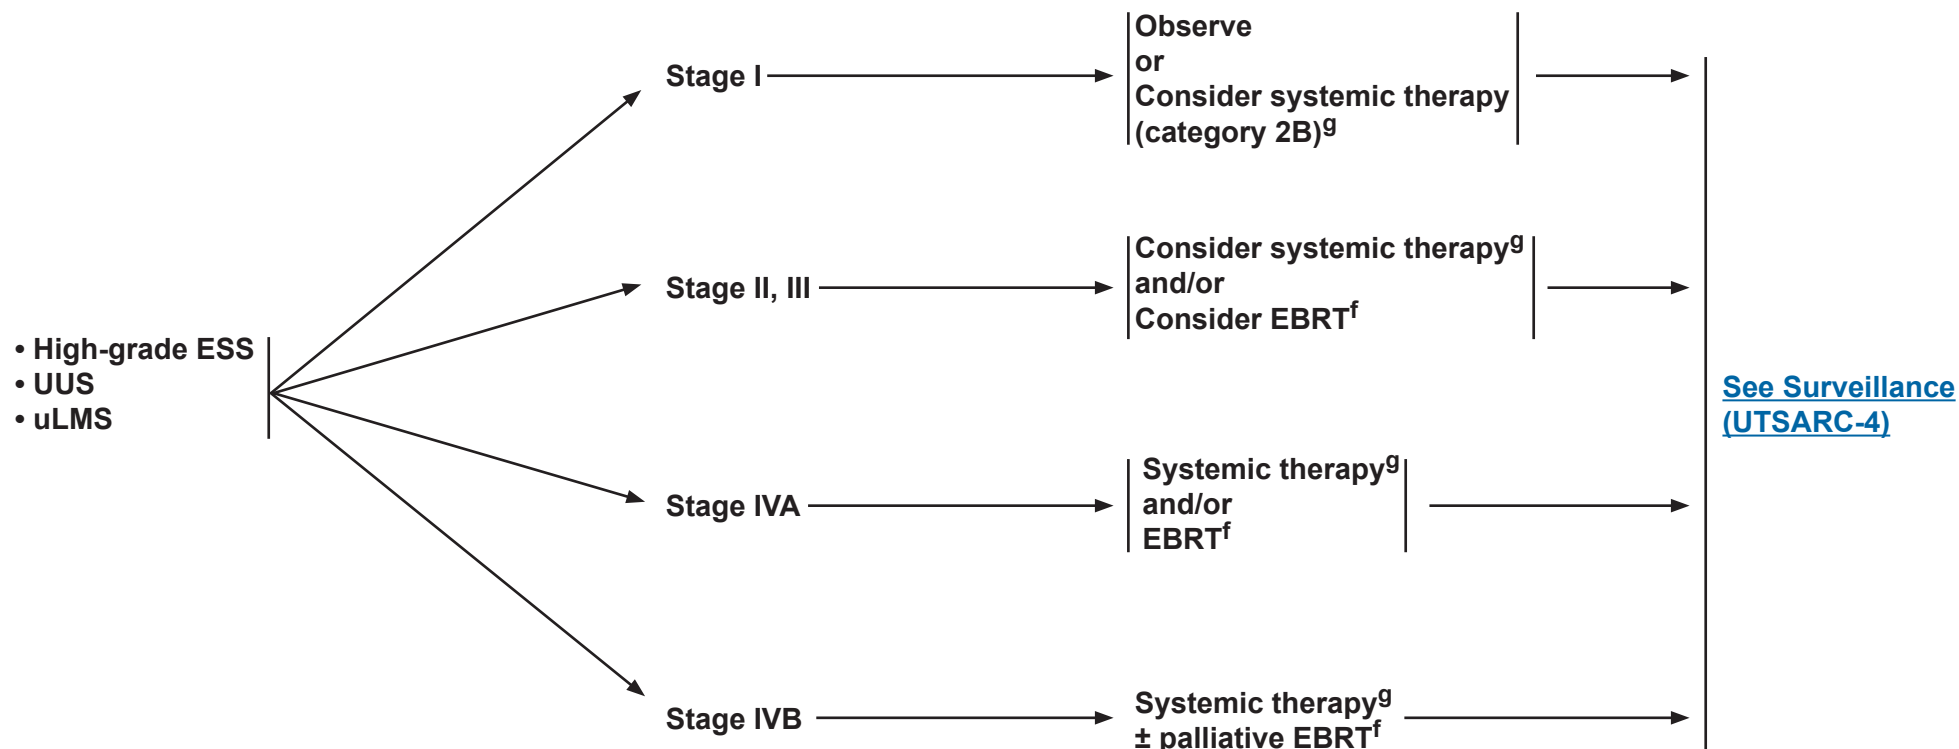 • High-grade ESS
• UUS
• uLMS
Stage I
Observe
or
Consider systemic therapy
(category 2B)g
Stage II, III
Consider systemic therapyg
and/or
Consider EBRTf
Stage IVA
Systemic therapyg
and/or
EBRTf
Stage IVB
Systemic therapyg
± palliative EBRTf
See Surveillance
(UTSARC-4)